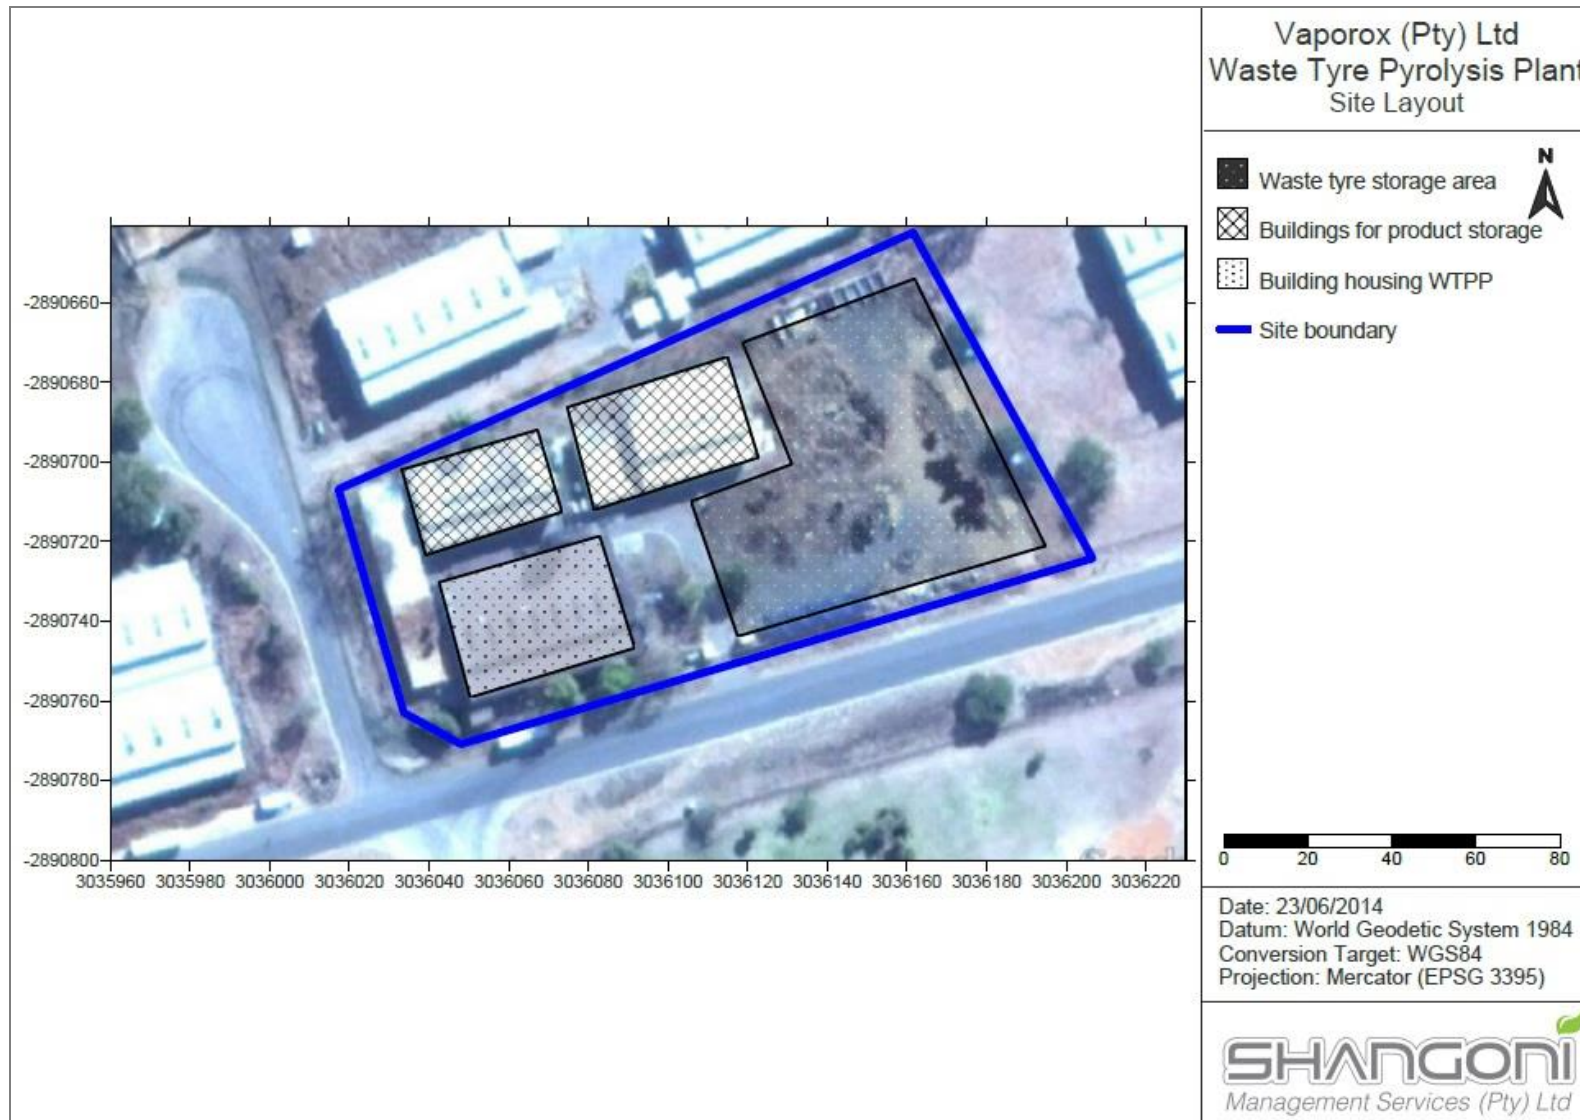 Vaporox (Pty) Ltd
Waste Tyre Pyrolysis Plant
Site Layout
N
Waste tyre storage area
Buildings for product storage
Building housing WTPP
Site boundary
-2890660
-2890680
-2890700
-2890720
-2890740
-2890760
-2890780
-2890800
3035960 3035980 3036000 3036020 3036040 3036060 3036080 3036100 3036120 3036140 3036160 3036180 3036200 3036220
0 20 40 60 80
Date: 23/06/2014
Datum: World Geodetic System 1984
Conversion Target: WGS84
Projection: Mercator (EPSG 3395)
SHANGONI
Management Services (Pty) Ltd